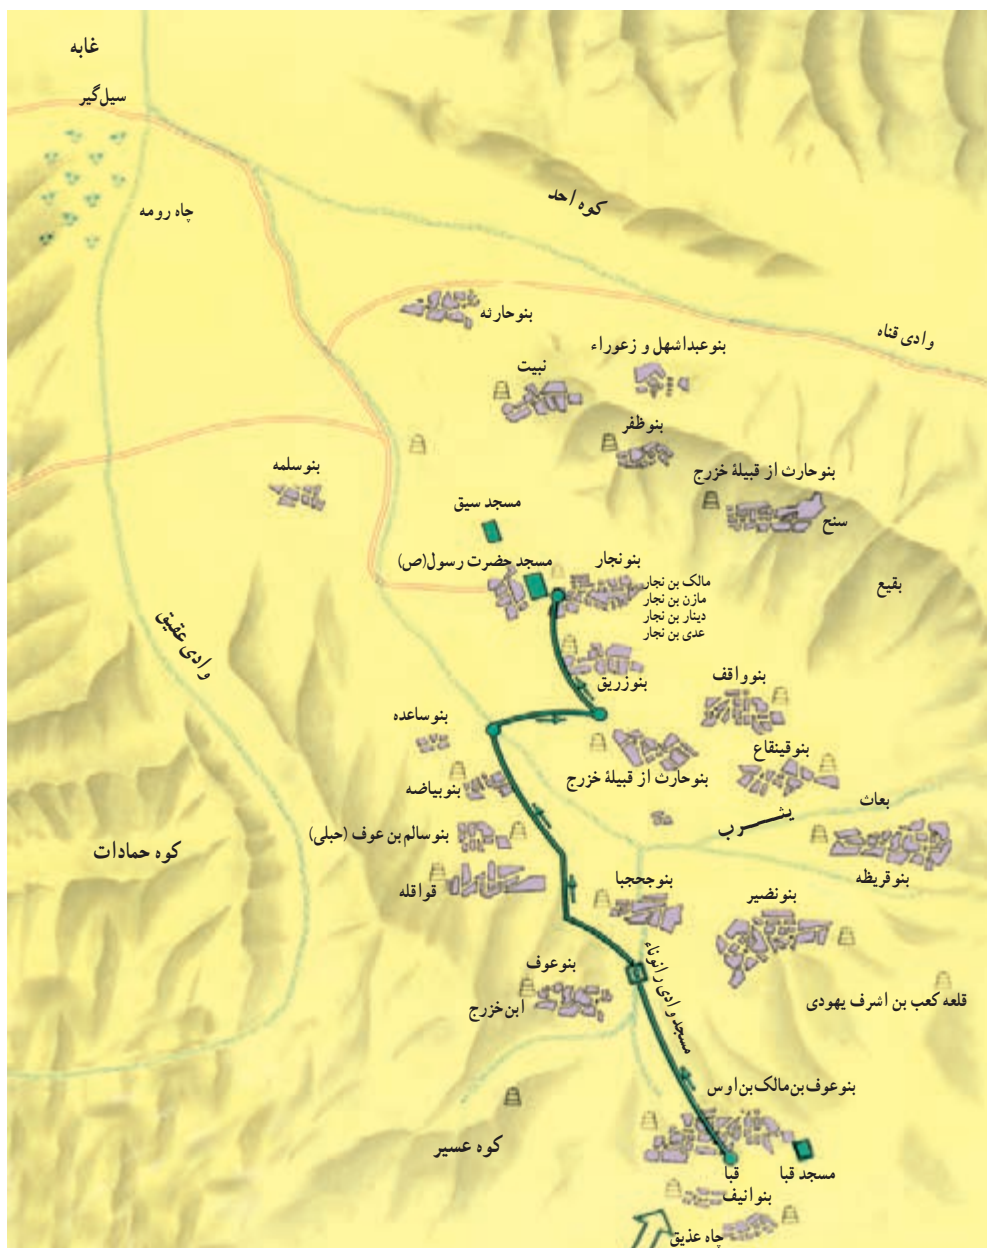 غابه
سیل‌گیر
چاه رومه
کوه احد
وادی قناه
بنوحارثه
بنوعبداشهل و زعوراء
نبیت
بنوظفر
بنوحارث از قبیلهٔ خزرج
سنح
بنوسلمه
مسجد سیق
مسجد حضرت رسول(ص)
بنونجار
مالک بن نجار
مازن بن نجار
دینار بن نجار
عدی بن نجار
بقیع
وادی عقیق
بنوزریق
بنوواقف
بنوساعده
بنوحارث از قبیلهٔ خزرج
بنوقینقاع
بنوبیاضه
بعاث
یثـــرب
بنوسالم بن عوف (حبلی)
کوه حمادات
بنوقریظه
قواقله
بنوجحجبا
بنونضیر
بنوعوف
ابن خزرج
مسجد وادی رانوناء
قلعه کعب بن اشرف یهودی
بنوعوف بن مالک بن اوس
کوه عسیر
قبا
مسجد قبا
بنوانیف
چاه عذیق